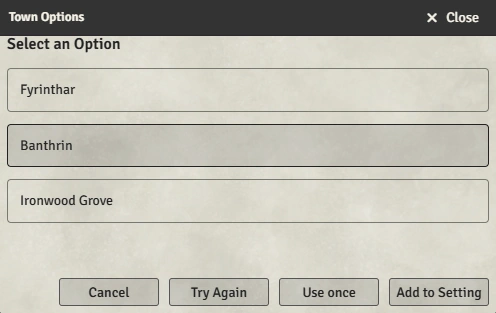 Town Options
✕ Close
Select an Option
Fyrinthar
Banthrin
Ironwood Grove
Cancel Try Again Use once Add to Setting